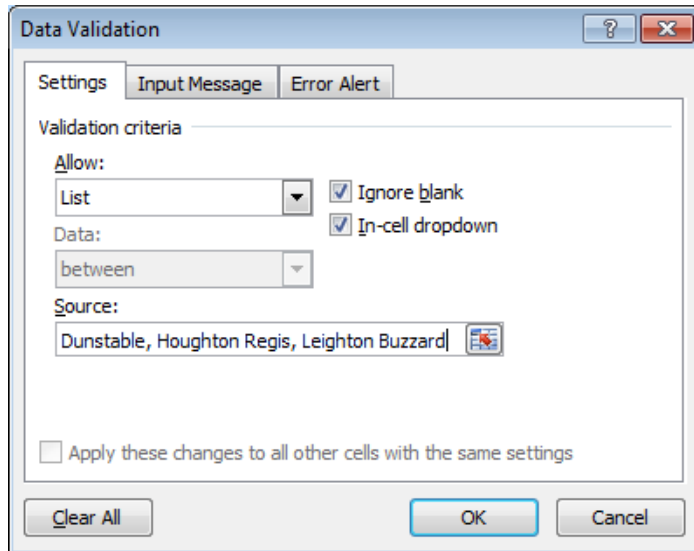 Data Validation
Settings Input Message Error Alert
Validation criteria
Allow:
List
Ignore blank
In-cell dropdown
Data:
between
Source:
Dunstable, Houghton Regis, Leighton Buzzard
Apply these changes to all other cells with the same settings
Clear All OK Cancel